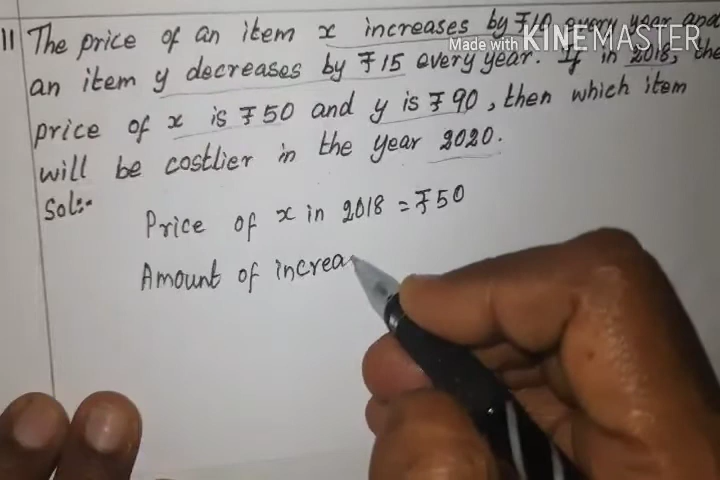 11 The price of an item x increases by ₹10 every year and
Made with KINEMASTER
an item y decreases by ₹15 every year. If in 2018, the
price of x is ₹50 and y is ₹90, then which item
will be costlier in the year 2020.
Sol:-
Price of x in 2018 = ₹50
Amount of increa